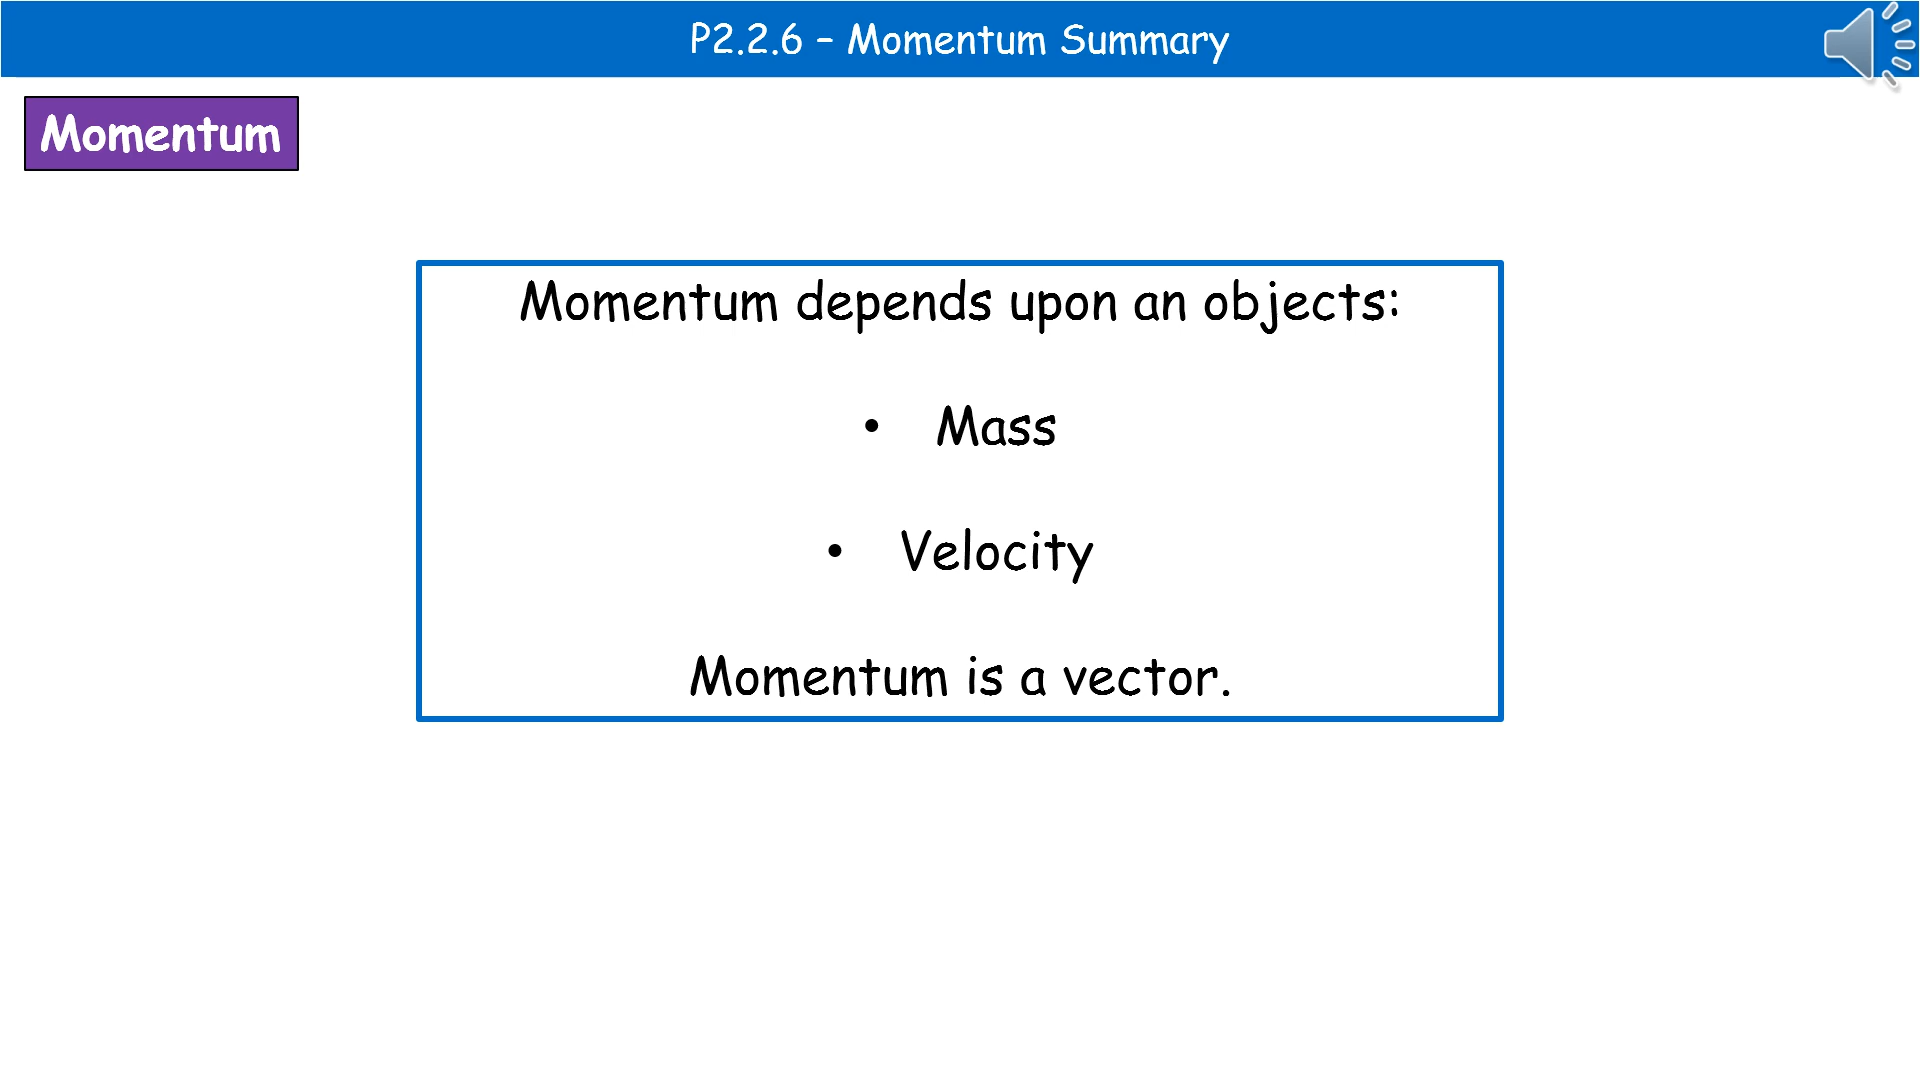 P2.2.6 – Momentum Summary
Momentum
Momentum depends upon an objects:
• Mass
• Velocity
Momentum is a vector.